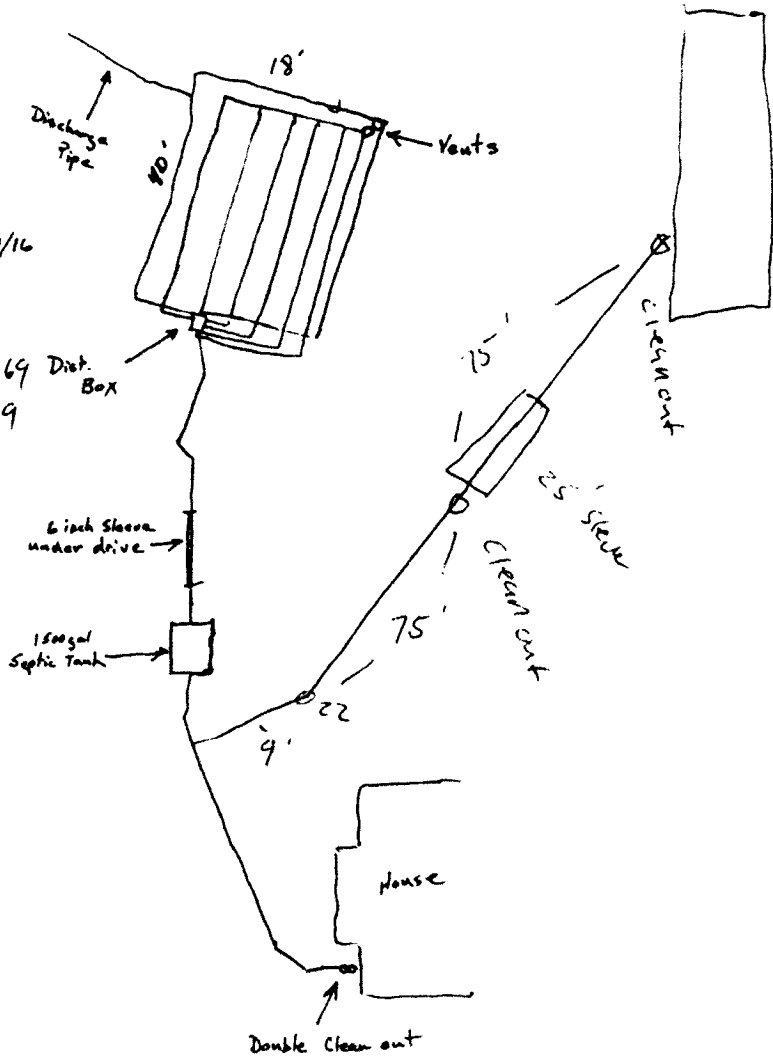 18'
Discharge
Pipe
40'
Vents
/16
69
9
Dist.
Box
75'
Cleanout
25' Sleeve
Clean out
6 inch Sleeve
under drive
1500gal
Septic Tank
75'
22
9'
House
Double Clean out